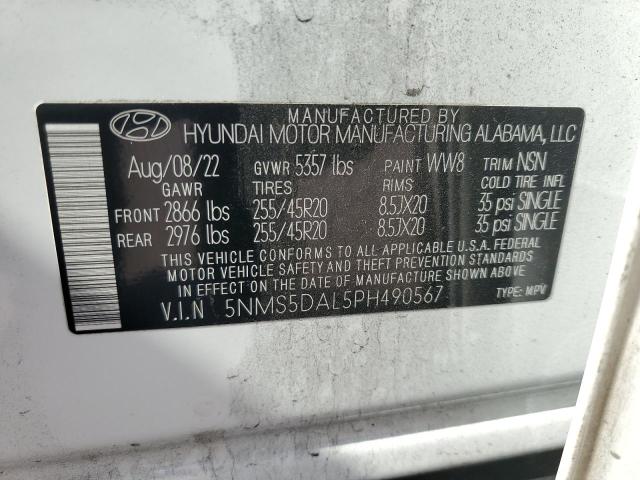 MANUFACTURED BY
HYUNDAI MOTOR MANUFACTURING ALABAMA, LLC
Aug/08/22 GVWR 5357 lbs PAINT WW8 TRIM NSN
GAWR TIRES RIMS COLD TIRE INFL
FRONT 2866 lbs 255/45R20 8.5JX20 35 psi SINGLE
REAR 2976 lbs 255/45R20 8.5JX20 35 psi SINGLE
THIS VEHICLE CONFORMS TO ALL APPLICABLE U.S.A. FEDERAL
MOTOR VEHICLE SAFETY AND THEFT PREVENTION STANDARDS
IN EFFECT ON THE DATE OF MANUFACTURE SHOWN ABOVE.
V.I.N 5NMS5DAL5PH490567 TYPE: MPV